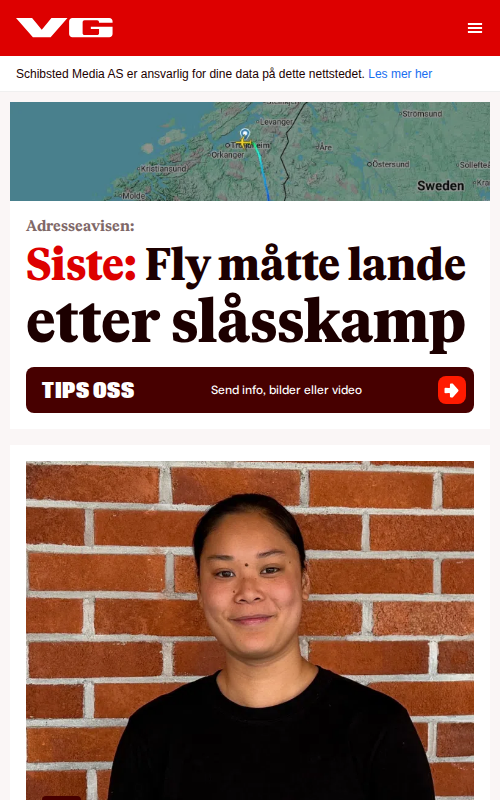 VG
Schibsted Media AS er ansvarlig for dine data på dette nettstedet. Les mer her
Strömsund
Levanger
Trondheim
Orkanger
Åre
Östersund
Kristiansund
Molde
Sweden
Adresseavisen:
Siste: Fly måtte lande
etter slåsskamp
TIPS OSS
Send info, bilder eller video